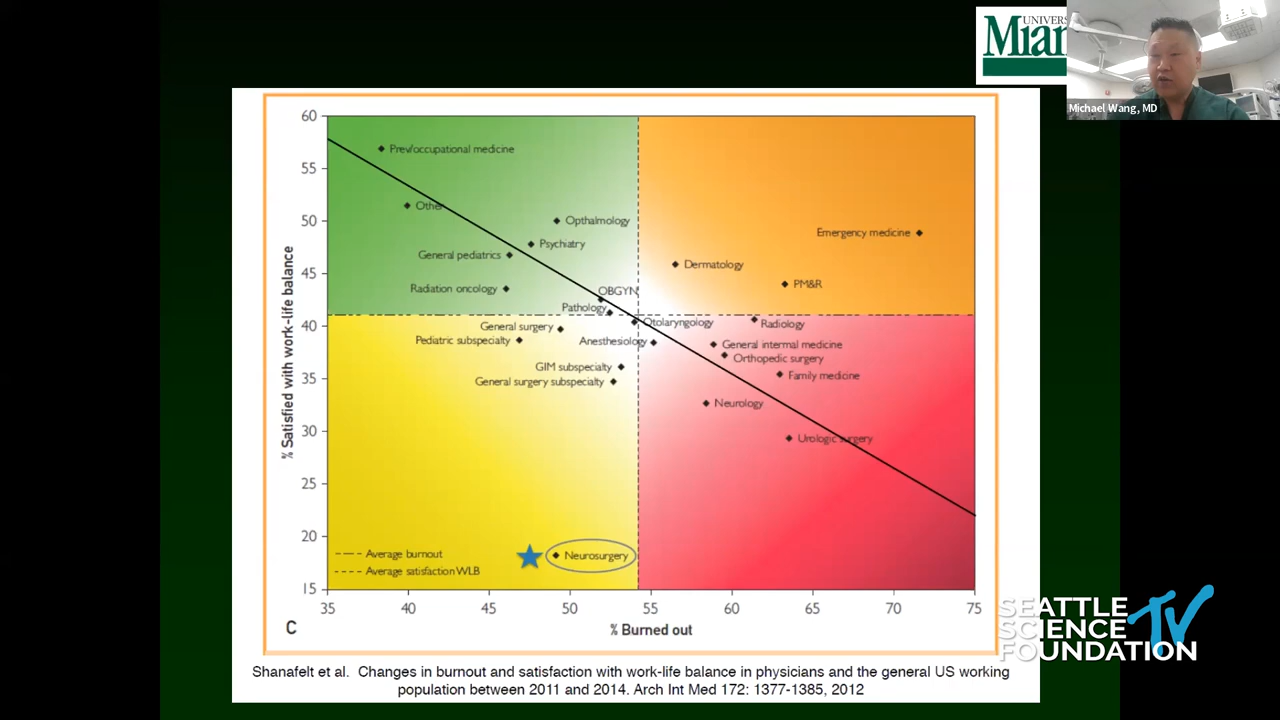 UNIVERS
Miar
Michael Wang, MD
60
55
50
45
40
35
30
25
20
15
% Satisfied with work-life balance
Prev/occupational medicine
Other
Opthalmology
Psychiatry
General pediatrics
Radiation oncology
OBGYN
Pathology
Emergency medicine
Dermatology
PM&R
General surgery
Pediatric subspecialty
Otolaryngology
Anesthesiology
GIM subspecialty
General surgery subspecialty
Radiology
General internal medicine
Orthopedic surgery
Family medicine
Neurology
Urologic surgery
Neurosurgery
Average burnout
Average satisfaction WLB
35 40 45 50 55 60 65 70 75
C
% Burned out
SEATTLE
SCIENCE
FOUNDATION
TV
Shanafelt et al. Changes in burnout and satisfaction with work-life balance in physicians and the general US working
population between 2011 and 2014. Arch Int Med 172: 1377-1385, 2012